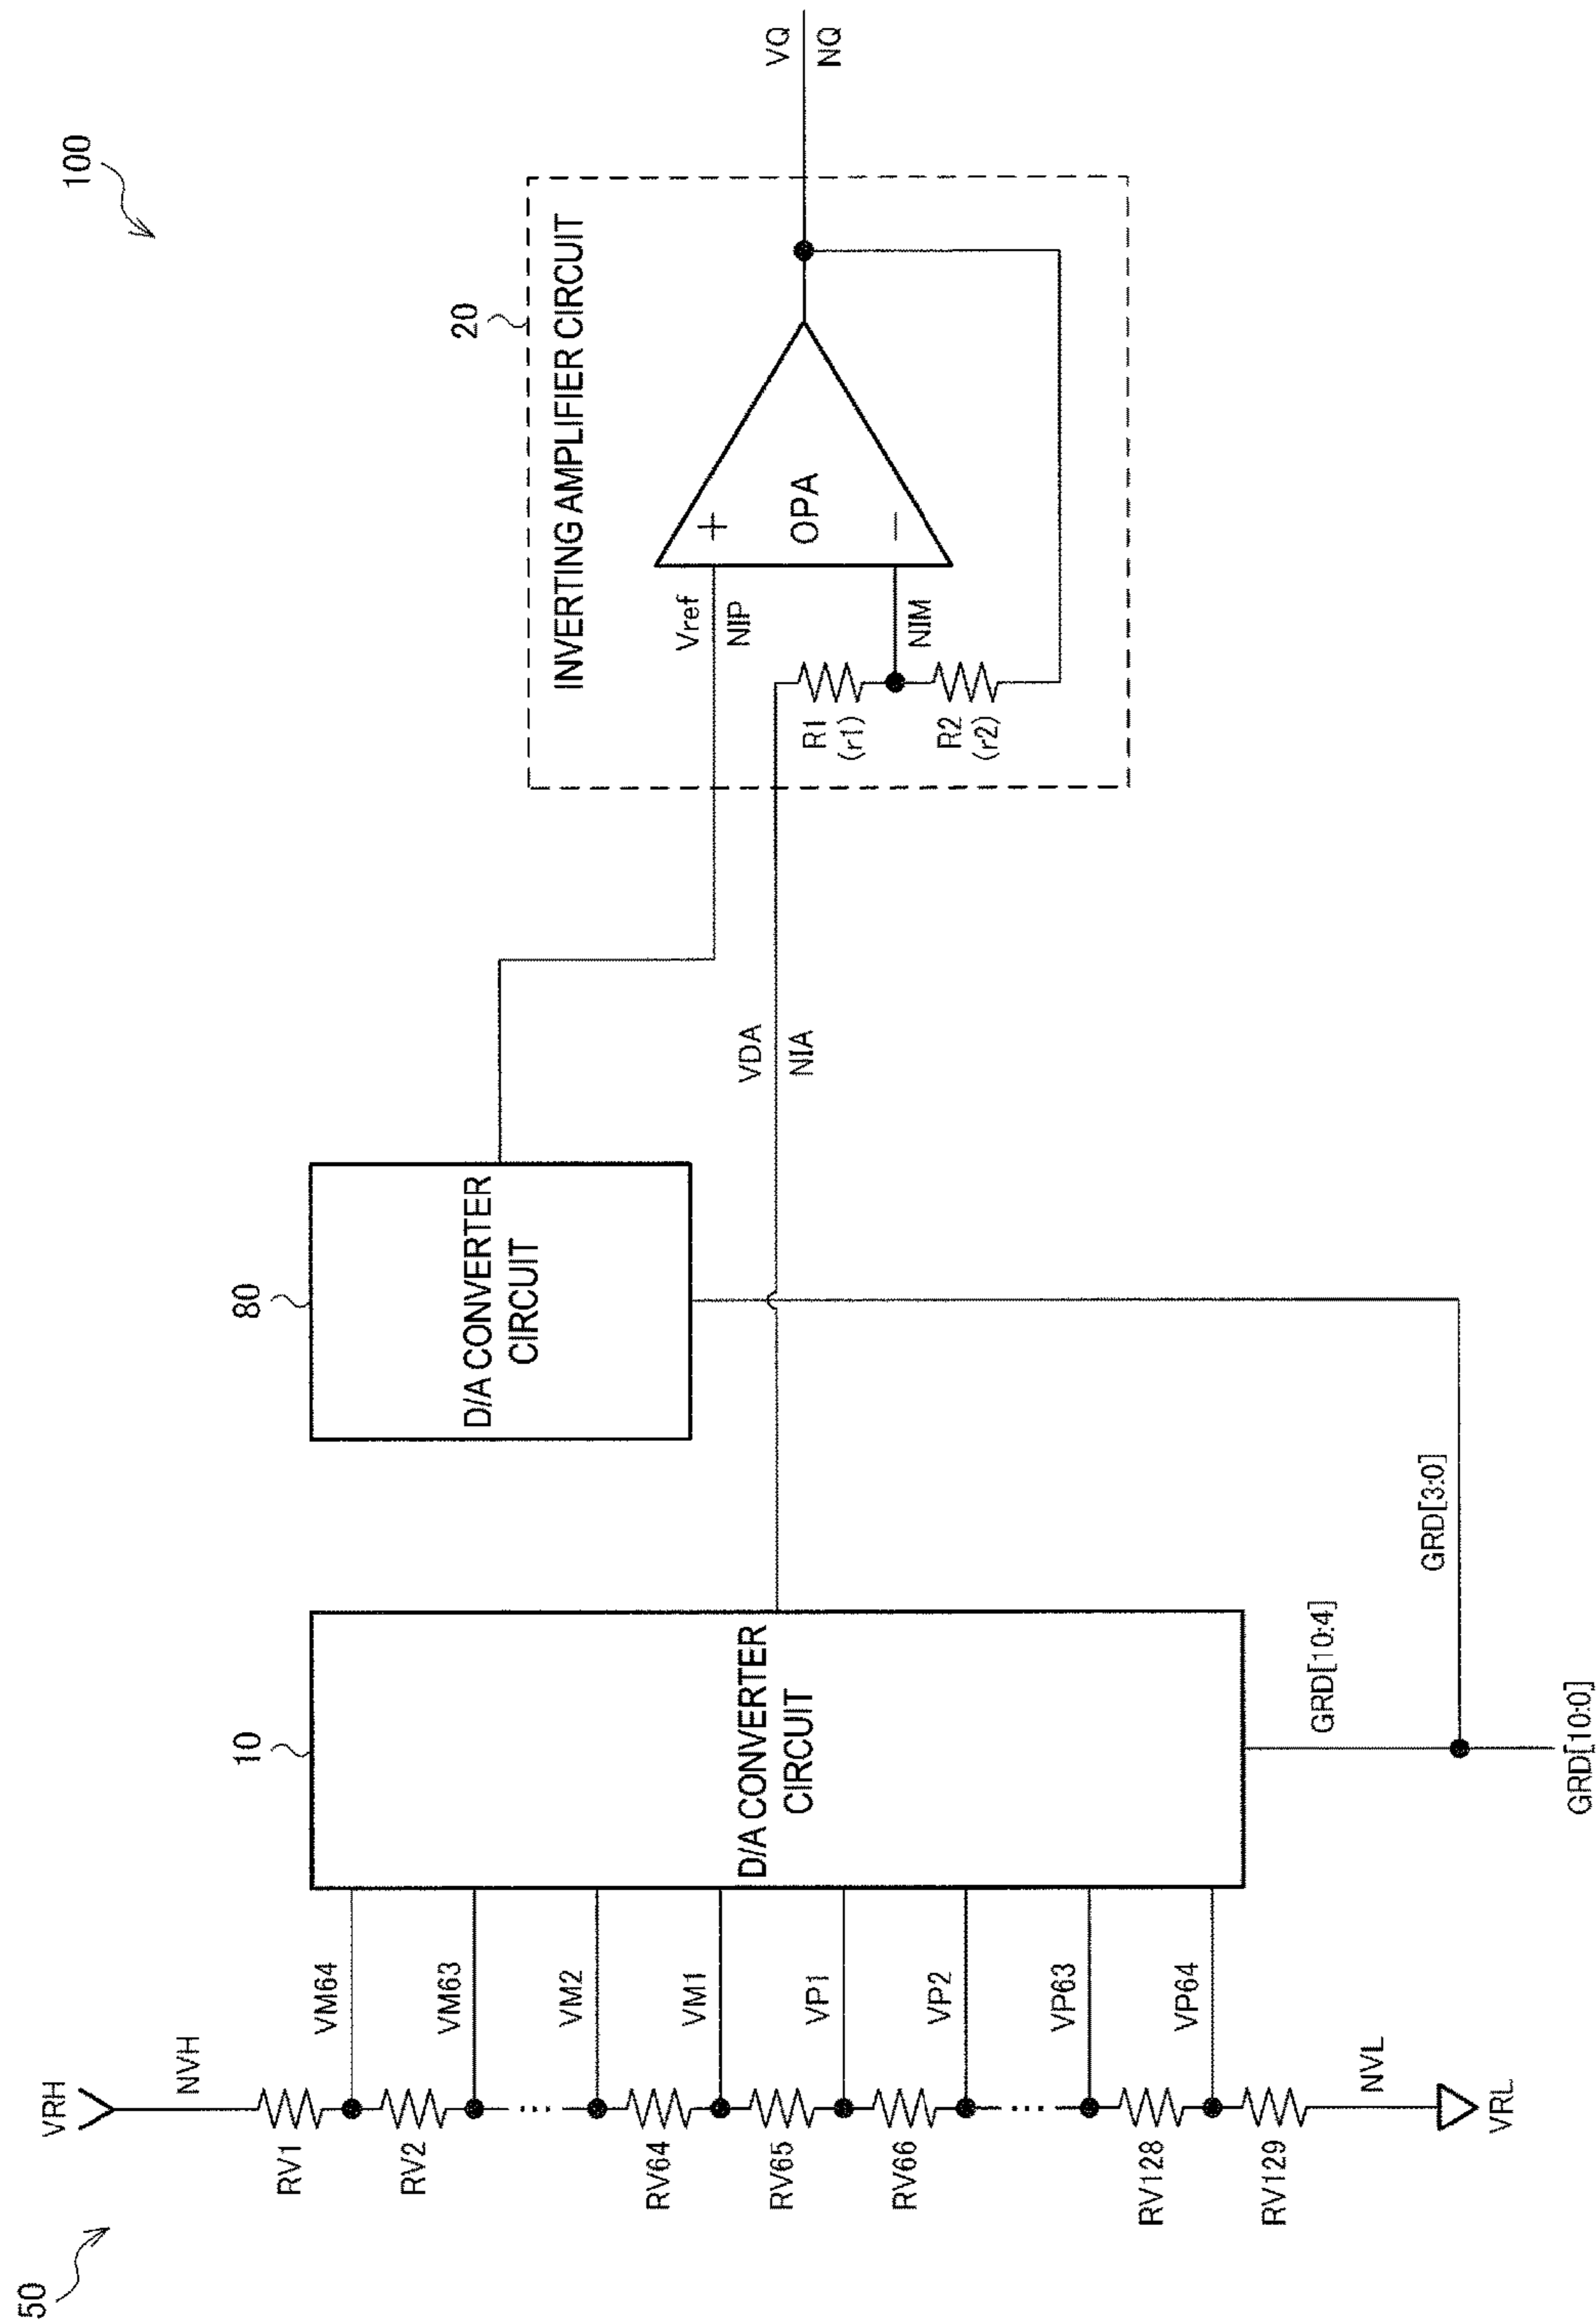 100
50
VRH
NVH
RV1
VM64
RV2
VM63
...
VM2
RV64
VM1
RV65
VP1
RV66
VP2
...
VP63
RV128
VP64
RV129
NVL
VRL
10
D/A CONVERTER
CIRCUIT
GRD[10:4]
GRD[3:0]
GRD[10:0]
80
D/A CONVERTER
CIRCUIT
VDA
NIA
20
INVERTING AMPLIFIER CIRCUIT
Vref
NIP
+
OPA
−
NIM
R1
(r1)
R2
(r2)
VQ
NQ